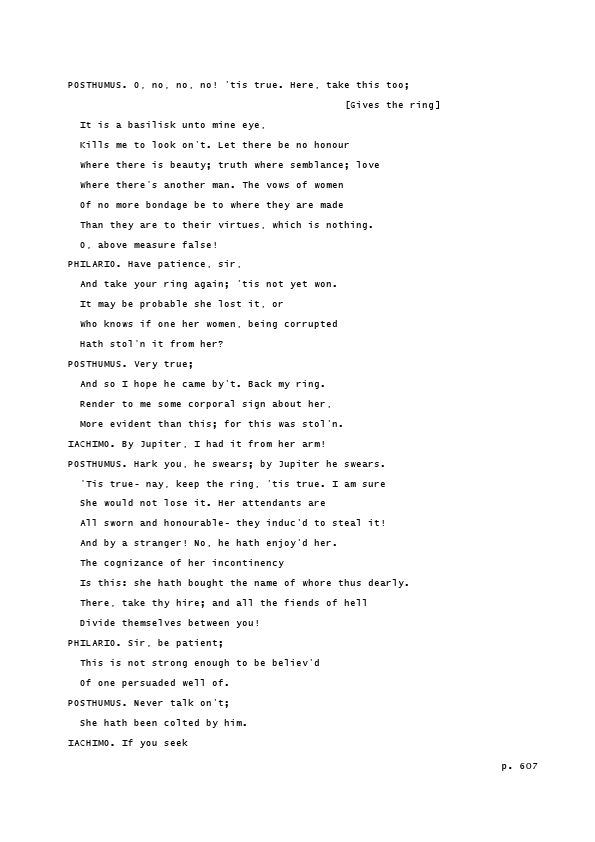 POSTHUMUS. O, no, no, no! 'tis true. Here, take this too;
[Gives the ring]
It is a basilisk unto mine eye,
Kills me to look on't. Let there be no honour
Where there is beauty; truth where semblance; love
Where there's another man. The vows of women
Of no more bondage be to where they are made
Than they are to their virtues, which is nothing.
O, above measure false!
PHILARIO. Have patience, sir,
And take your ring again; 'tis not yet won.
It may be probable she lost it, or
Who knows if one her women, being corrupted
Hath stol'n it from her?
POSTHUMUS. Very true;
And so I hope he came by't. Back my ring.
Render to me some corporal sign about her,
More evident than this; for this was stol'n.
IACHIMO. By Jupiter, I had it from her arm!
POSTHUMUS. Hark you, he swears; by Jupiter he swears.
'Tis true- nay, keep the ring, 'tis true. I am sure
She would not lose it. Her attendants are
All sworn and honourable- they induc'd to steal it!
And by a stranger! No, he hath enjoy'd her.
The cognizance of her incontinency
Is this: she hath bought the name of whore thus dearly.
There, take thy hire; and all the fiends of hell
Divide themselves between you!
PHILARIO. Sir, be patient;
This is not strong enough to be believ'd
Of one persuaded well of.
POSTHUMUS. Never talk on't;
She hath been colted by him.
IACHIMO. If you seek
p. 607